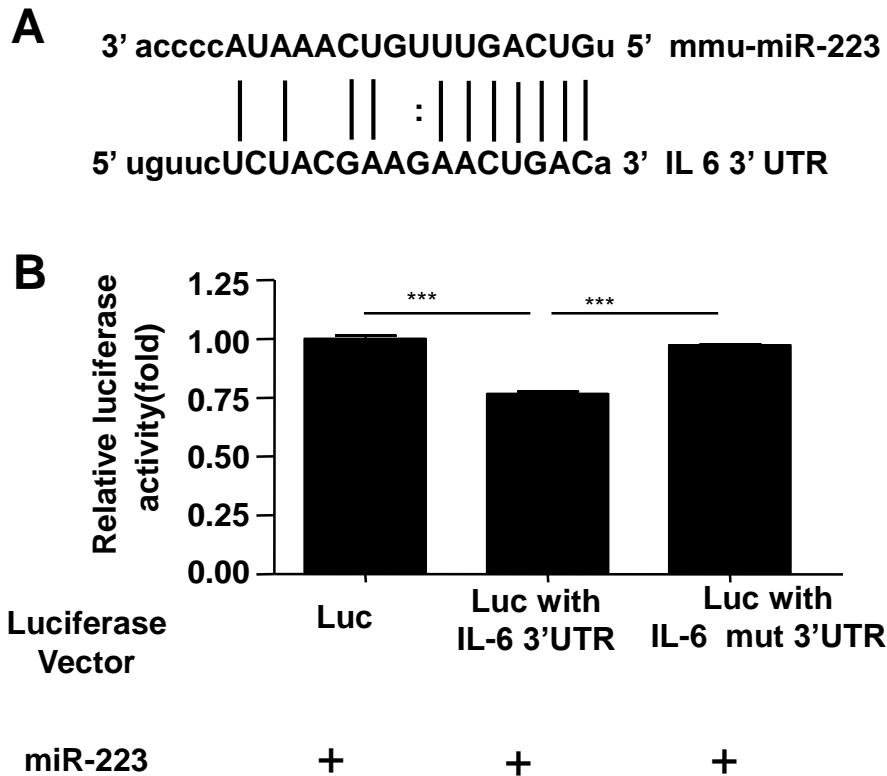 A
3’ accccAUAAACUGUUUGACUGu 5’ mmu-miR-223
:
5’ uguucUCUACGAAGAACUGACa 3’ IL 6 3’ UTR
B
Relative luciferase
activity(fold)
1.25
1.00
0.75
0.50
0.25
0.00
*** ***
Luciferase
Vector
Luc
Luc with
IL-6 3’UTR
Luc with
IL-6 mut 3’UTR
miR-223 + + +